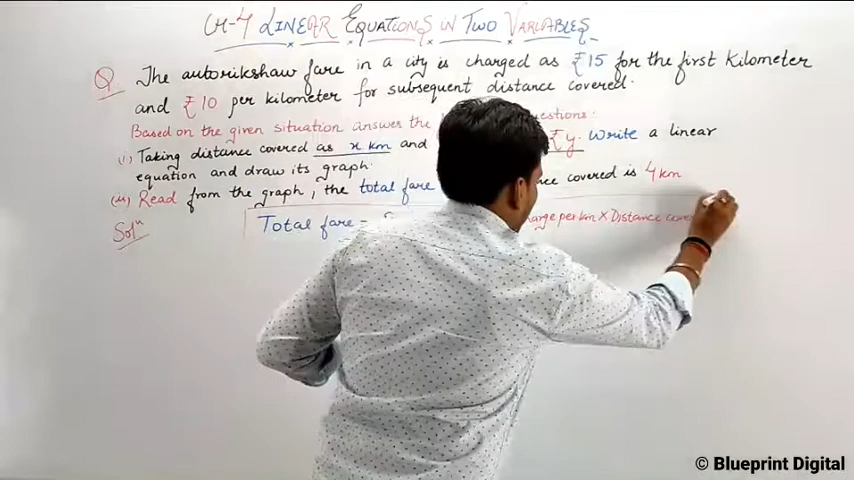 CH-4 LINEAR EQUATIONS IN TWO VARIABLES
Q. The autorikshaw fare in a city is charged as ₹15 for the first kilometer
and ₹10 per kilometer for subsequent distance covered.
Based on the given situation answer the questions:
(i) Taking distance covered as x km and ₹y. Write a linear
equation and draw its graph.
(ii) Read from the graph, the total fare covered is 4 km
Solⁿ Total fare = per km × Distance
© Blueprint Digital